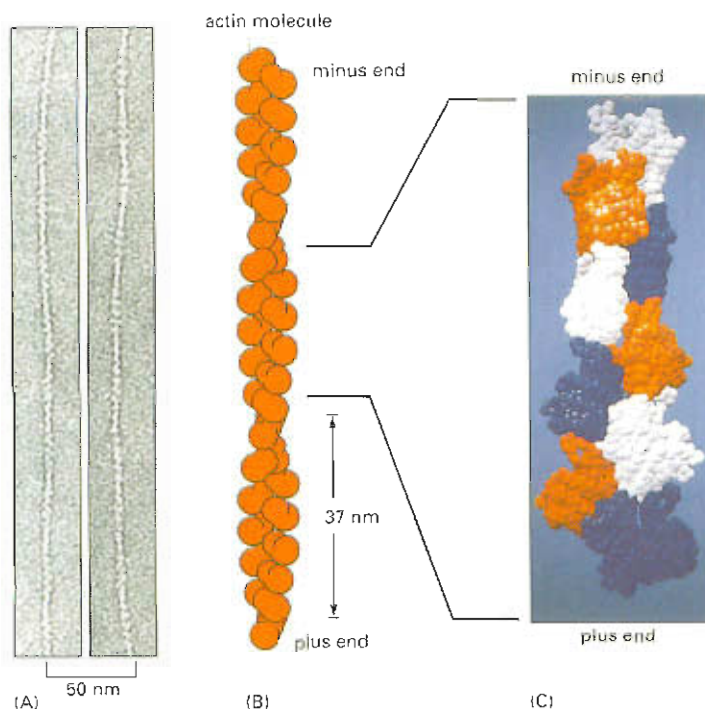 actin molecule
minus end
minus end
37 nm
plus end
plus end
50 nm
(A)
(B)
(C)